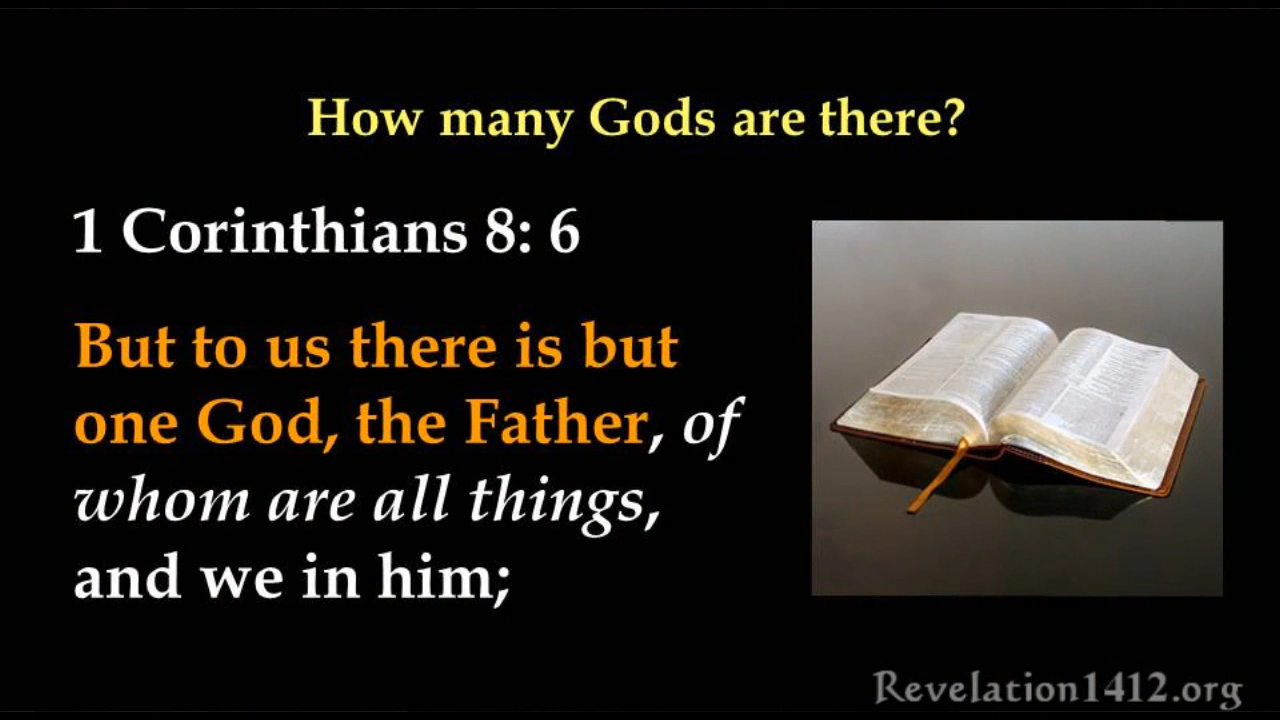 How many Gods are there?
1 Corinthians 8: 6
But to us there is but
one God, the Father, of
whom are all things,
and we in him;
Revelation1412.org